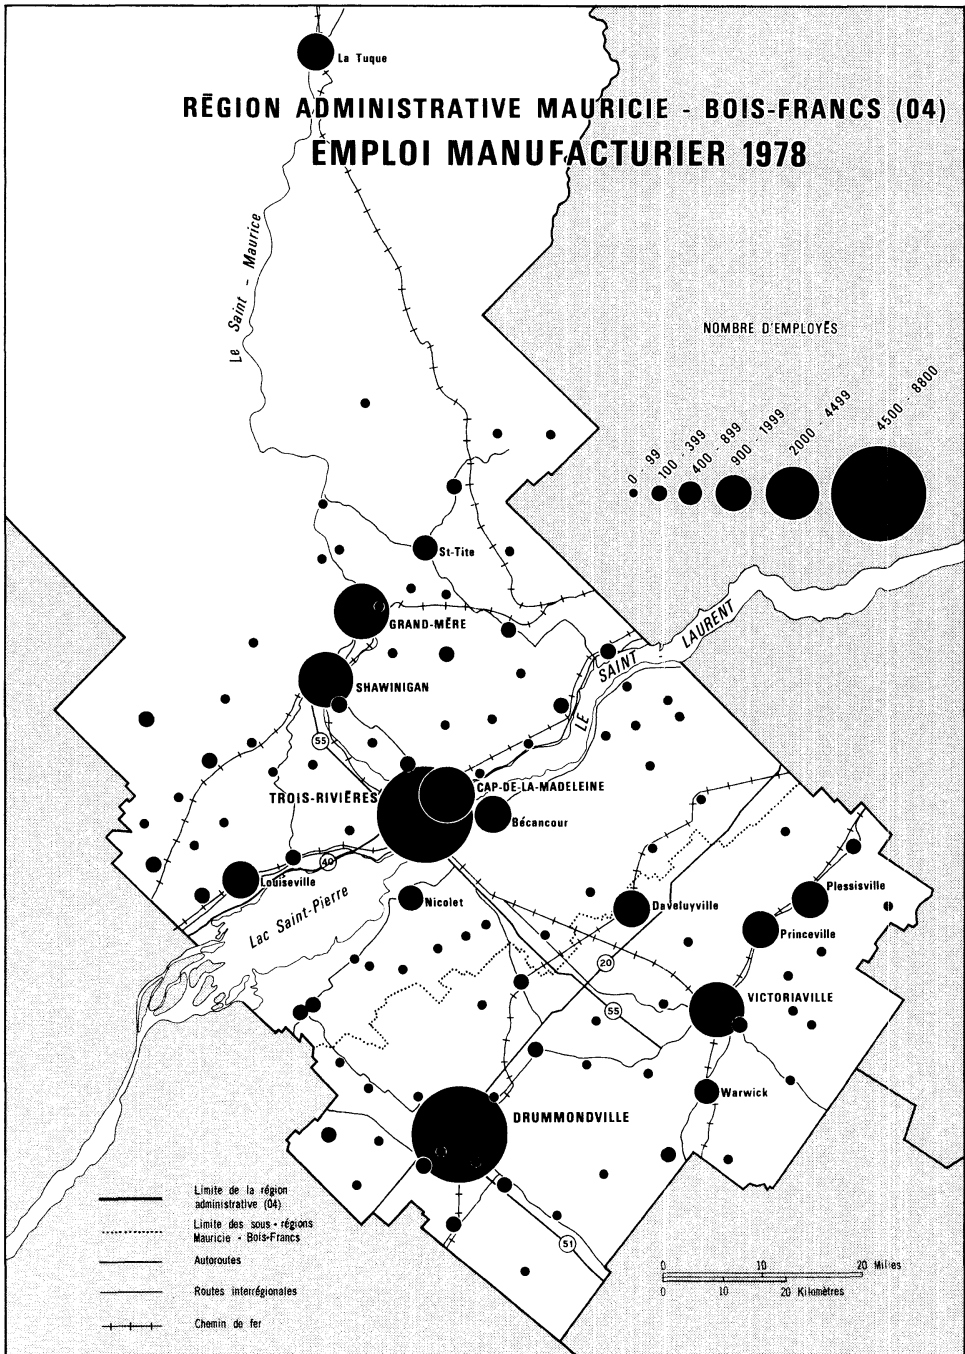 La Tuque
RĒGION ADMINISTRATIVE MAURICIE - BOIS-FRANCS (04)
EMPLOI MANUFACTURIER 1978
Le Saint - Maurice
NOMBRE D'EMPLOYĒS
0 - 99
100 - 399
400 - 899
900 - 1999
2000 - 4499
4500 - 8800
St-Tite
GRAND-MĒRE
LE SAINT LAURENT
SHAWINIGAN
55
TROIS-RIVIĒRES
CAP-DE-LA-MADELEINE
Bécancour
40
Louiseville
Plessisville
Lac Saint-Pierre
Nicolet
Daveluyville
Princeville
20
VICTORIAVILLE
55
Warwick
DRUMMONDVILLE
51
Limite de la région
administrative (04)
Limite des sous - régions
Mauricie - Bois-Francs
Autoroutes
Routes interrégionales
Chemin de fer
0 10 20 Milles
0 10 20 Kilomètres